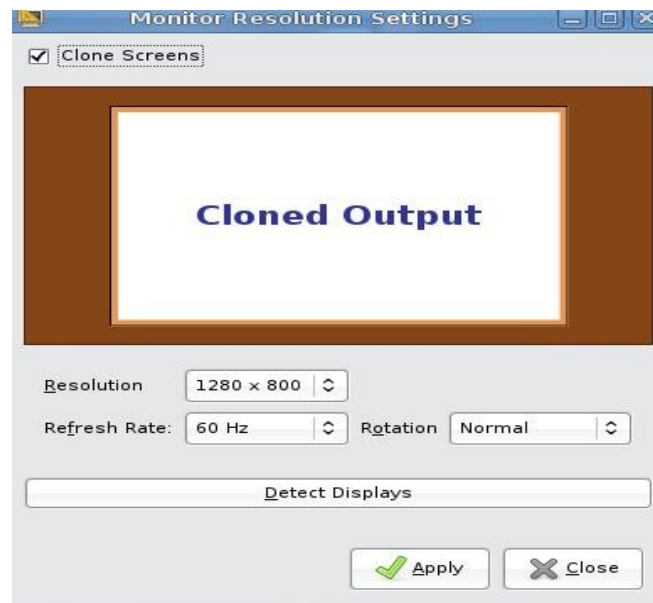 Monitor Resolution Settings
Clone Screens
Cloned Output
Resolution 1280 x 800
Refresh Rate: 60 Hz Rotation Normal
Detect Displays
Apply Close